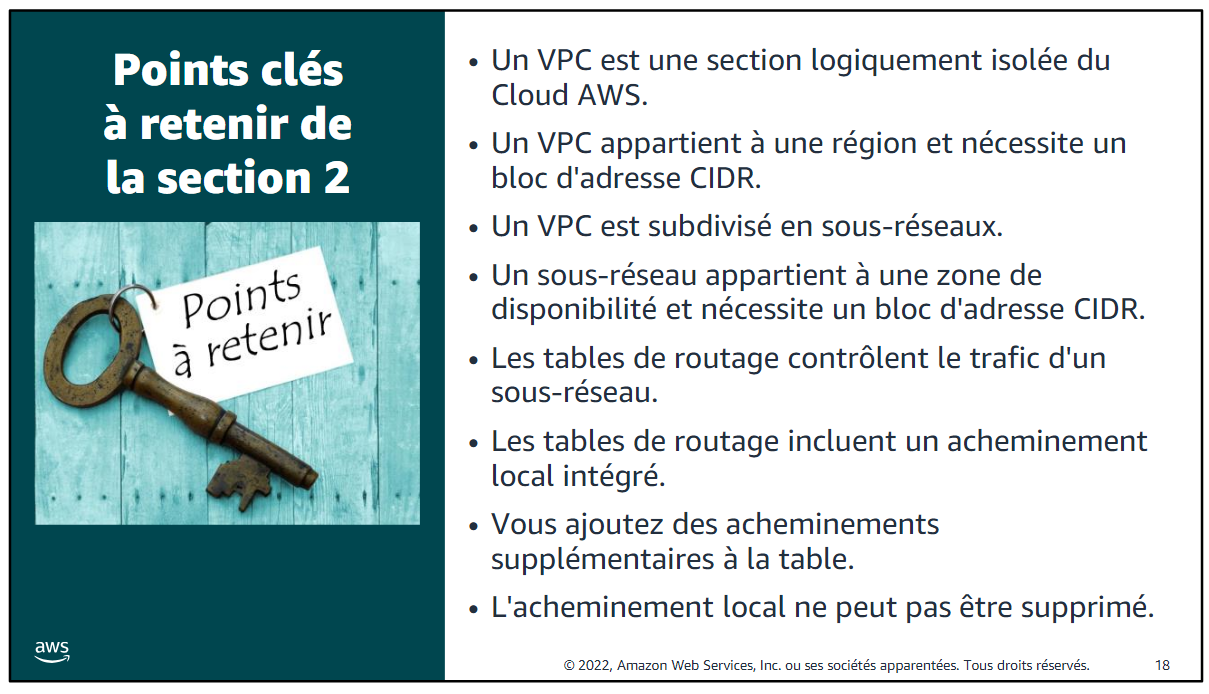 Points clés
à retenir de
la section 2
Points
à retenir
aws
• Un VPC est une section logiquement isolée du
Cloud AWS.
• Un VPC appartient à une région et nécessite un
bloc d'adresse CIDR.
• Un VPC est subdivisé en sous-réseaux.
• Un sous-réseau appartient à une zone de
disponibilité et nécessite un bloc d'adresse CIDR.
• Les tables de routage contrôlent le trafic d'un
sous-réseau.
• Les tables de routage incluent un acheminement
local intégré.
• Vous ajoutez des acheminements
supplémentaires à la table.
• L'acheminement local ne peut pas être supprimé.
© 2022, Amazon Web Services, Inc. ou ses sociétés apparentées. Tous droits réservés.
18